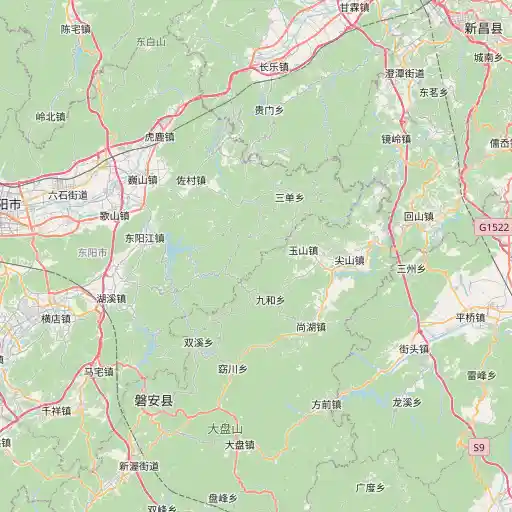 甘霖镇
陈宅镇
新昌县
东白山
城南乡
长乐镇
澄潭街道
东茗乡
贵门乡
岭北镇
虎鹿镇
镜岭镇
儒岙镇
巍山镇
佐村镇
六石街道
三单乡
阳市
歌山镇
回山镇
G1522
东阳江镇
东阳市
玉山镇
尖山镇
三州乡
湖溪镇
九和乡
横店镇
平桥镇
尚湖镇
双溪乡
街头镇
马宅镇
窈川乡
雷峰乡
磐安县
方前镇
龙溪乡
千祥镇
大盘山
大盘镇
S9
镇
新渥街道
广度乡
盘峰乡
双峰乡